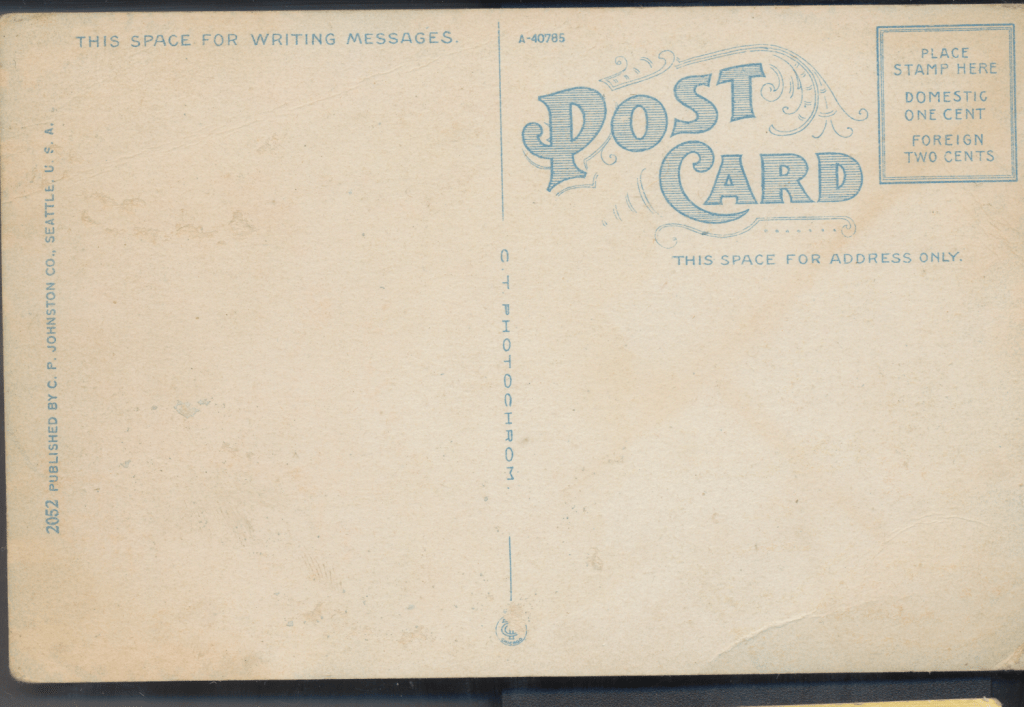 THIS SPACE FOR WRITING MESSAGES.
2052 PUBLISHED BY C. P. JOHNSTON CO., SEATTLE, U. S. A.
C. T. PHOTOCHROM
A-40785
POST
CARD
PLACE
STAMP HERE
DOMESTIC
ONE CENT
FOREIGN
TWO CENTS
THIS SPACE FOR ADDRESS ONLY.